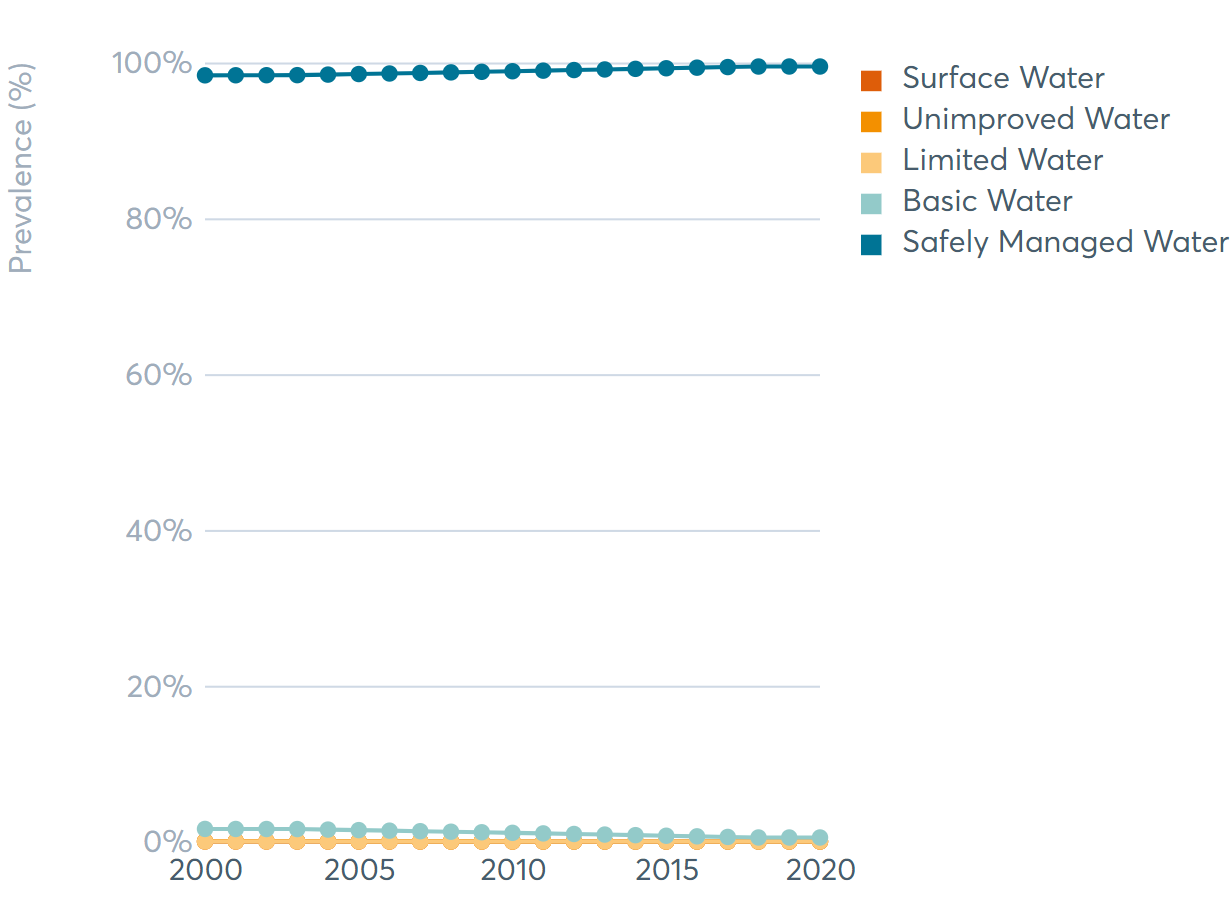 Prevalence (%)
100%
80%
60%
40%
20%
0%
2000 2005 2010 2015 2020
Surface Water
Unimproved Water
Limited Water
Basic Water
Safely Managed Water